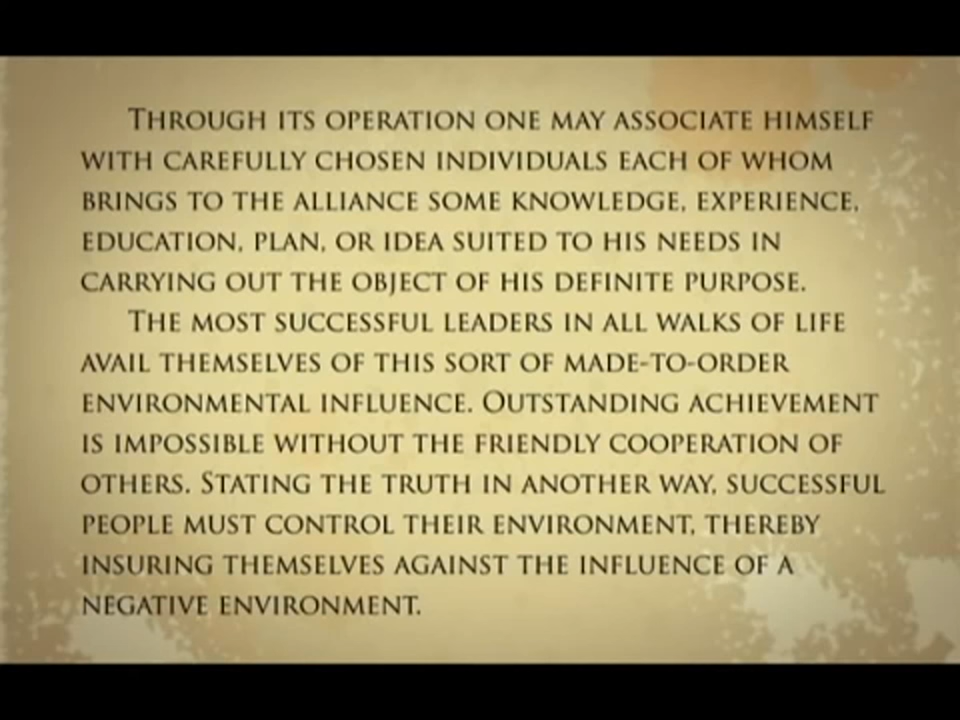 THROUGH ITS OPERATION ONE MAY ASSOCIATE HIMSELF
WITH CAREFULLY CHOSEN INDIVIDUALS EACH OF WHOM
BRINGS TO THE ALLIANCE SOME KNOWLEDGE, EXPERIENCE,
EDUCATION, PLAN, OR IDEA SUITED TO HIS NEEDS IN
CARRYING OUT THE OBJECT OF HIS DEFINITE PURPOSE.
THE MOST SUCCESSFUL LEADERS IN ALL WALKS OF LIFE
AVAIL THEMSELVES OF THIS SORT OF MADE-TO-ORDER
ENVIRONMENTAL INFLUENCE. OUTSTANDING ACHIEVEMENT
IS IMPOSSIBLE WITHOUT THE FRIENDLY COOPERATION OF
OTHERS. STATING THE TRUTH IN ANOTHER WAY, SUCCESSFUL
PEOPLE MUST CONTROL THEIR ENVIRONMENT, THEREBY
INSURING THEMSELVES AGAINST THE INFLUENCE OF A
NEGATIVE ENVIRONMENT.